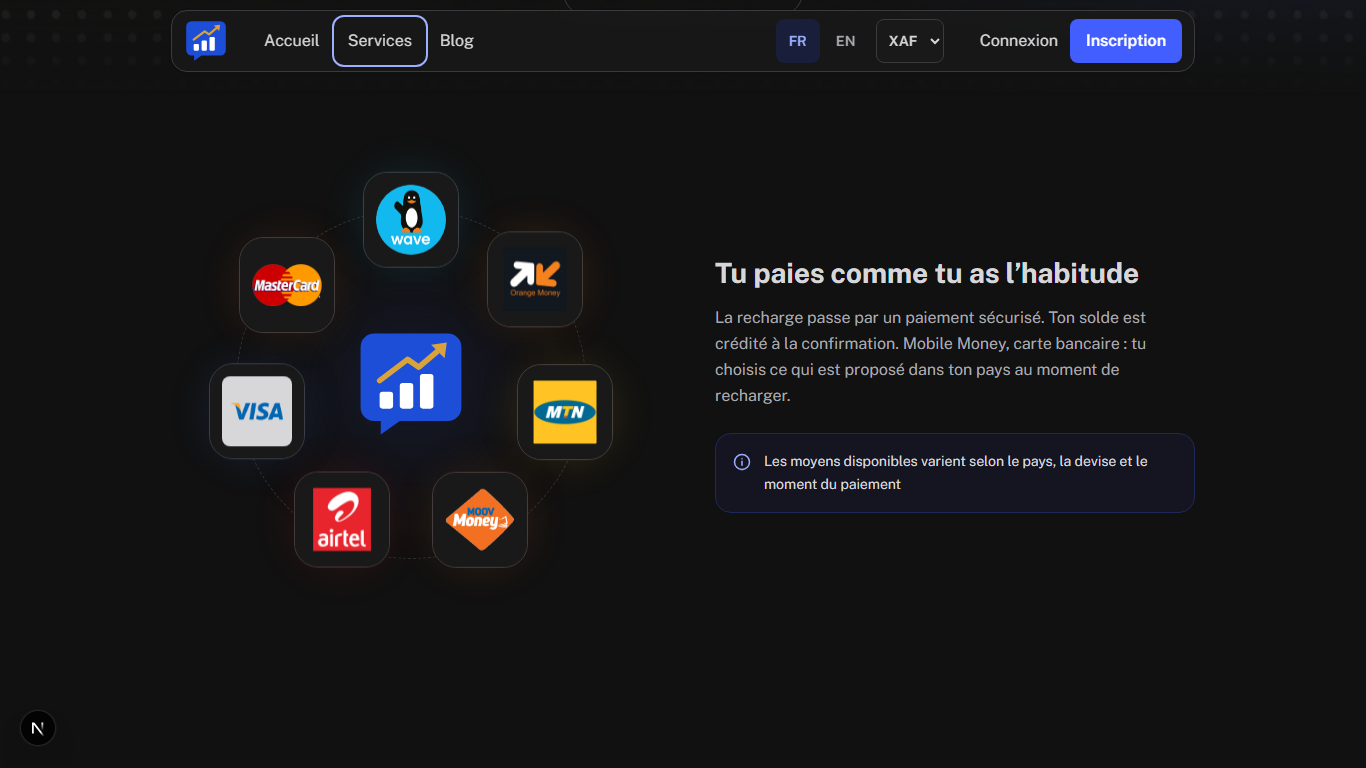 Accueil
Services
Blog
FR
EN
XAF
Connexion
Inscription
wave
MasterCard
Orange Money
VISA
MTN
airtel
MOOV
Money
Tu paies comme tu as l’habitude
La recharge passe par un paiement sécurisé. Ton solde est
crédité à la confirmation. Mobile Money, carte bancaire : tu
choisis ce qui est proposé dans ton pays au moment de
recharger.
Les moyens disponibles varient selon le pays, la devise et le
moment du paiement
N